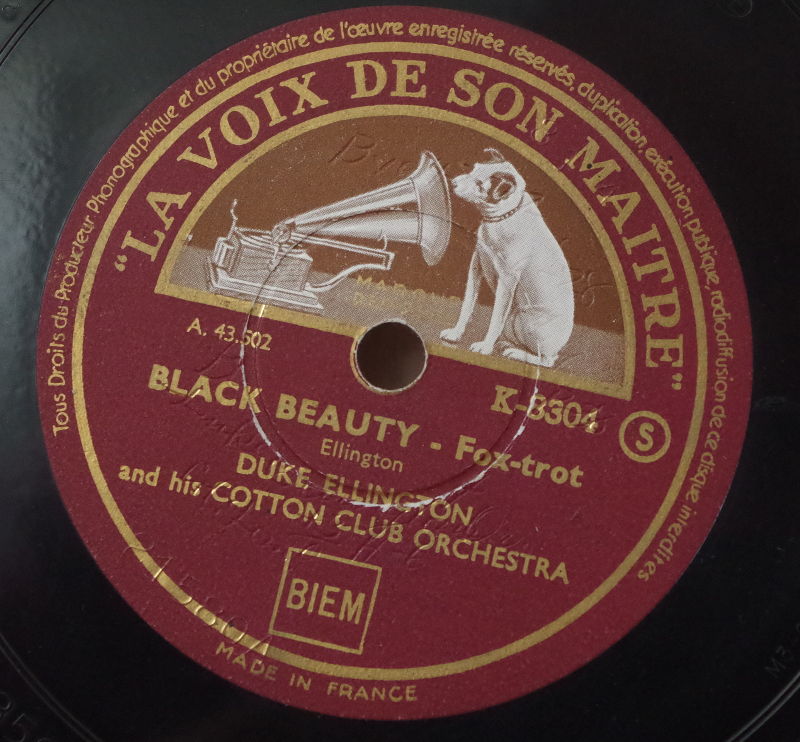 Tous Droits du Producteur Phonographique et du propriétaire de l'œuvre enregistrée réservés, duplication, exécution publique, radiodiffusion de ce disque interdites
"LA VOIX DE SON MAITRE"
A. 43.502
K-8304
S
BLACK BEAUTY - Fox-trot
Ellington
DUKE ELLINGTON
and his COTTON CLUB ORCHESTRA
BIEM
MADE IN FRANCE